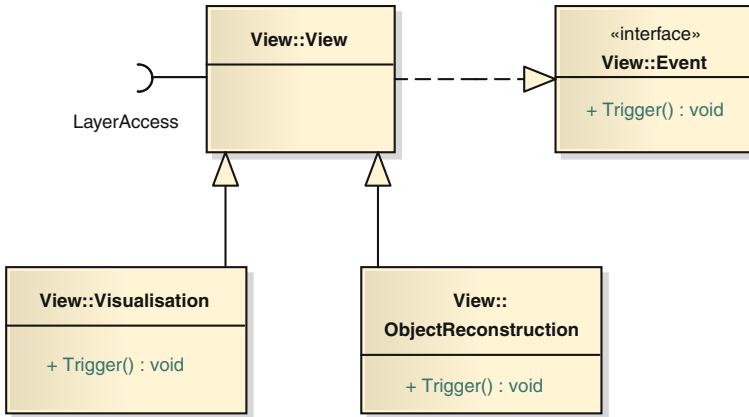 View::View
«interface»
View::Event
+ Trigger() : void
LayerAccess
View::Visualisation
+ Trigger() : void
View::
ObjectReconstruction
+ Trigger() : void